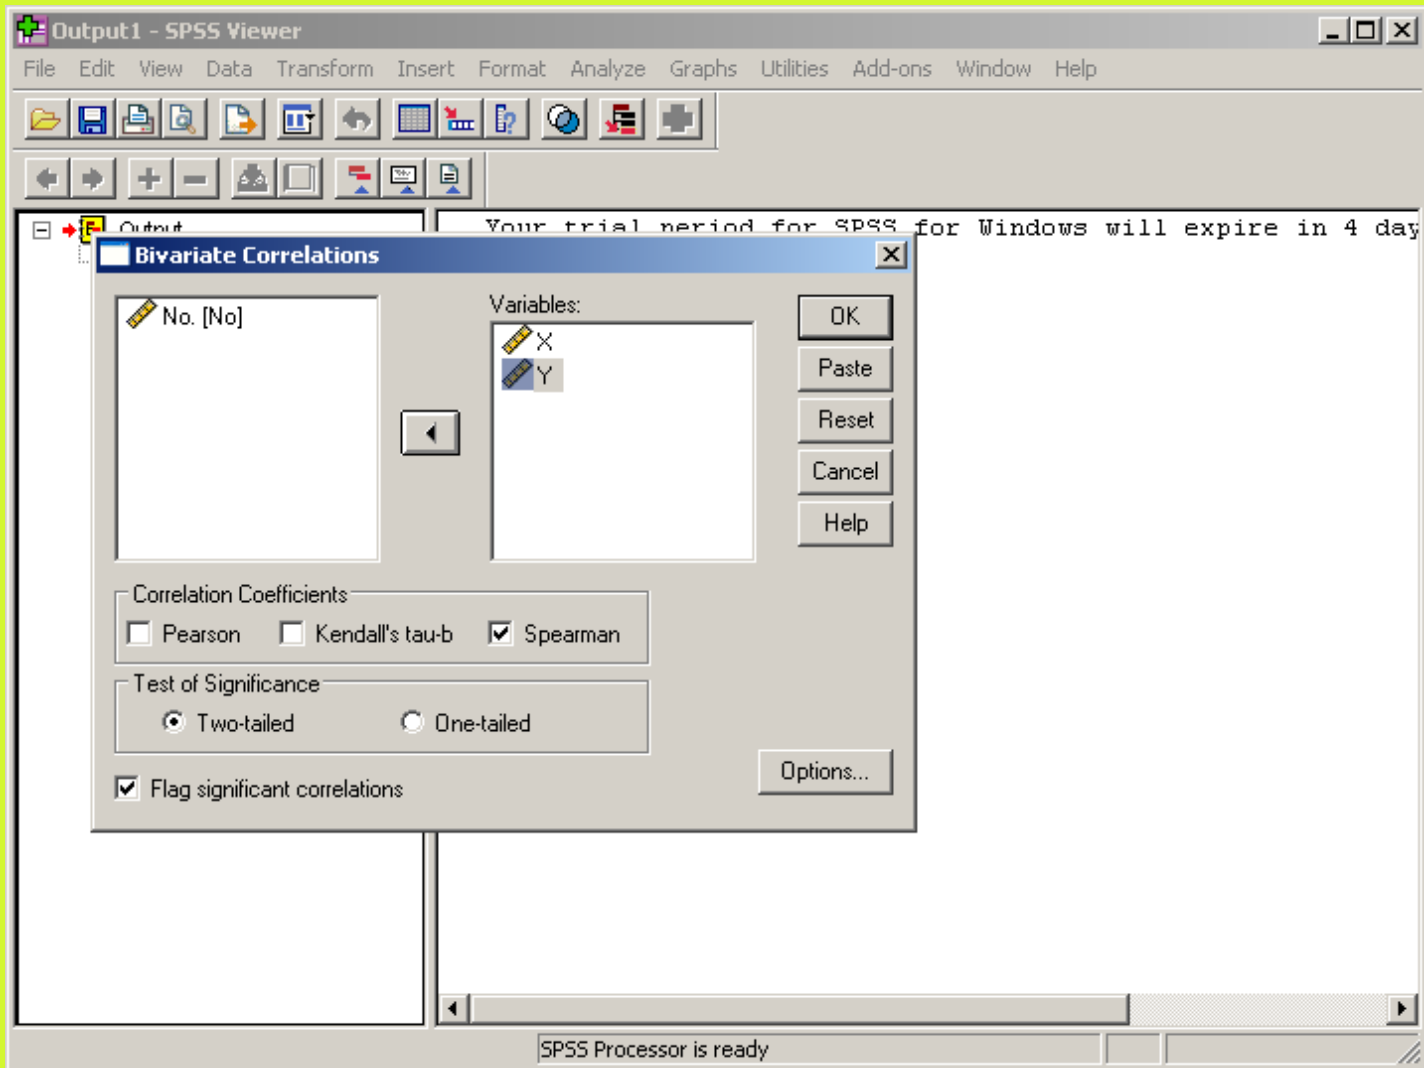 Output1 - SPSS Viewer
File Edit View Data Transform Insert Format Analyze Graphs Utilities Add-ons Window Help
Output
Your trial period for SPSS for Windows will expire in 4 day
Bivariate Correlations
No. [No]
Variables:
X
Y
OK
Paste
Reset
Cancel
Help
Correlation Coefficients
Pearson Kendall's tau-b Spearman
Test of Significance
Two-tailed One-tailed
Flag significant correlations
Options...
SPSS Processor is ready